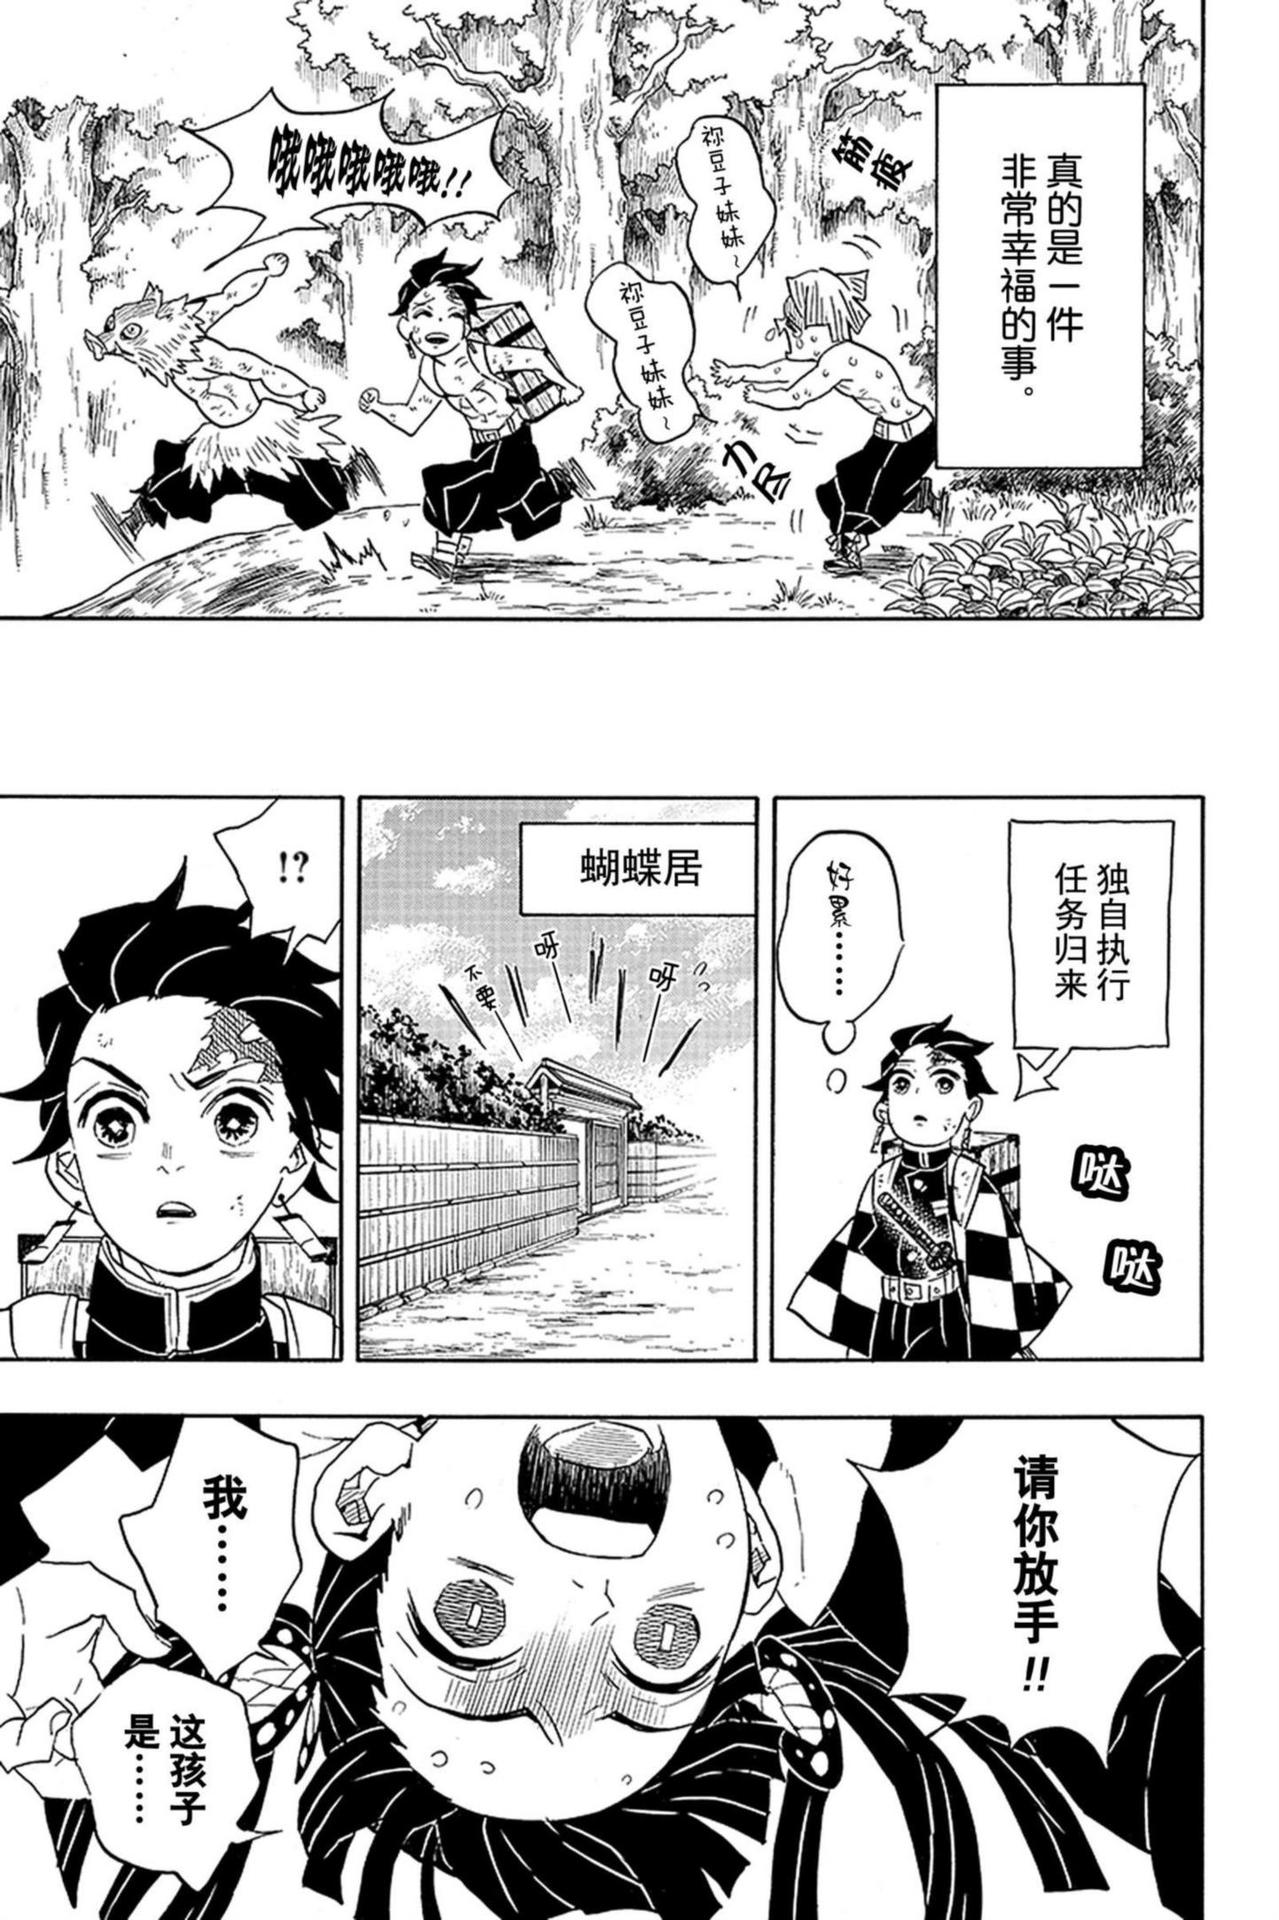 真的是一件
非常幸福的事。
筋疲
力尽
祢豆子妹妹~
祢豆子妹妹~
哦哦哦哦哦!!
独自执行
任务归来
好累……
哒
哒
蝴蝶居
呀——
呀——
不要——
!?
请你放手!!
我……
这孩子
是……